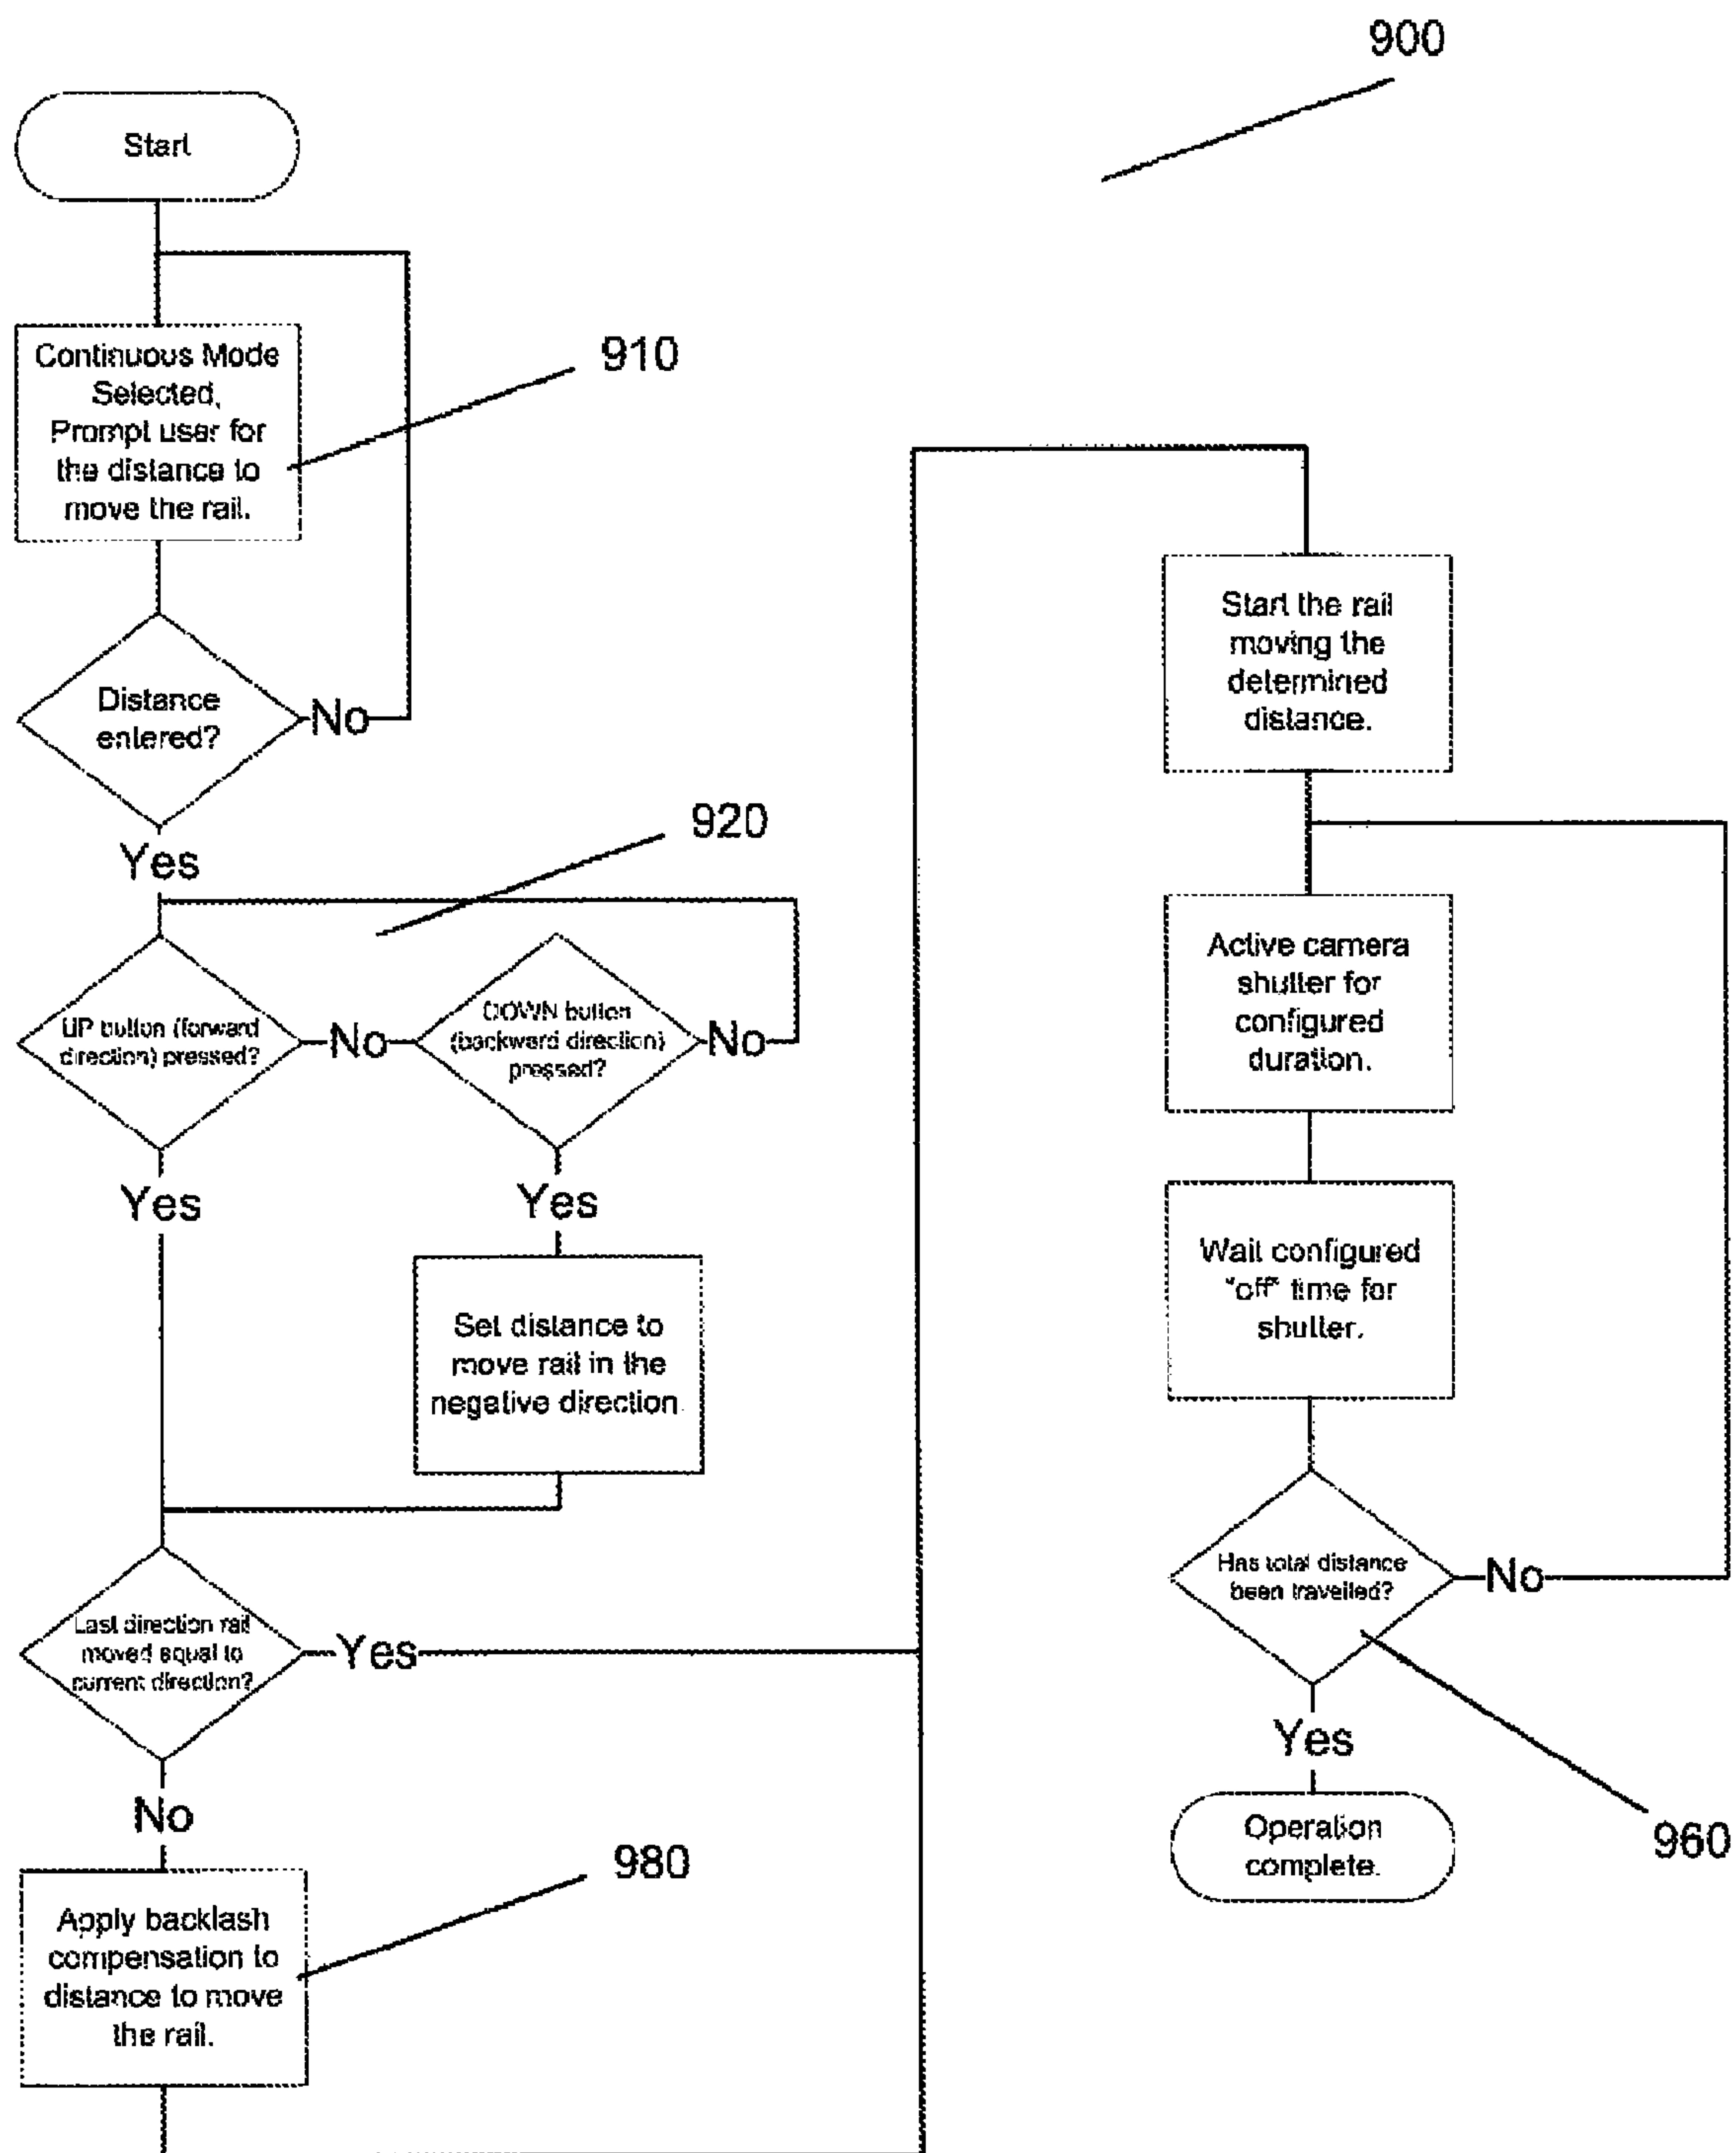 900
Start
Continuous Mode
Selected,
Prompt user for
the distance to
move the rail.
910
Distance
entered?
No
Yes
920
UP button (forward
direction) pressed?
No
DOWN button
(backward direction)
pressed?
No
Yes
Yes
Set distance to
move rail in the
negative direction.
Last direction rail
moved equal to
current direction?
Yes
No
980
Apply backlash
compensation to
distance to move
the rail.
Start the rail
moving the
determined
distance.
Active camera
shutter for
configured
duration.
Wait configured
"off" time for
shutter.
Has total distance
been travelled?
No
960
Yes
Operation
complete.